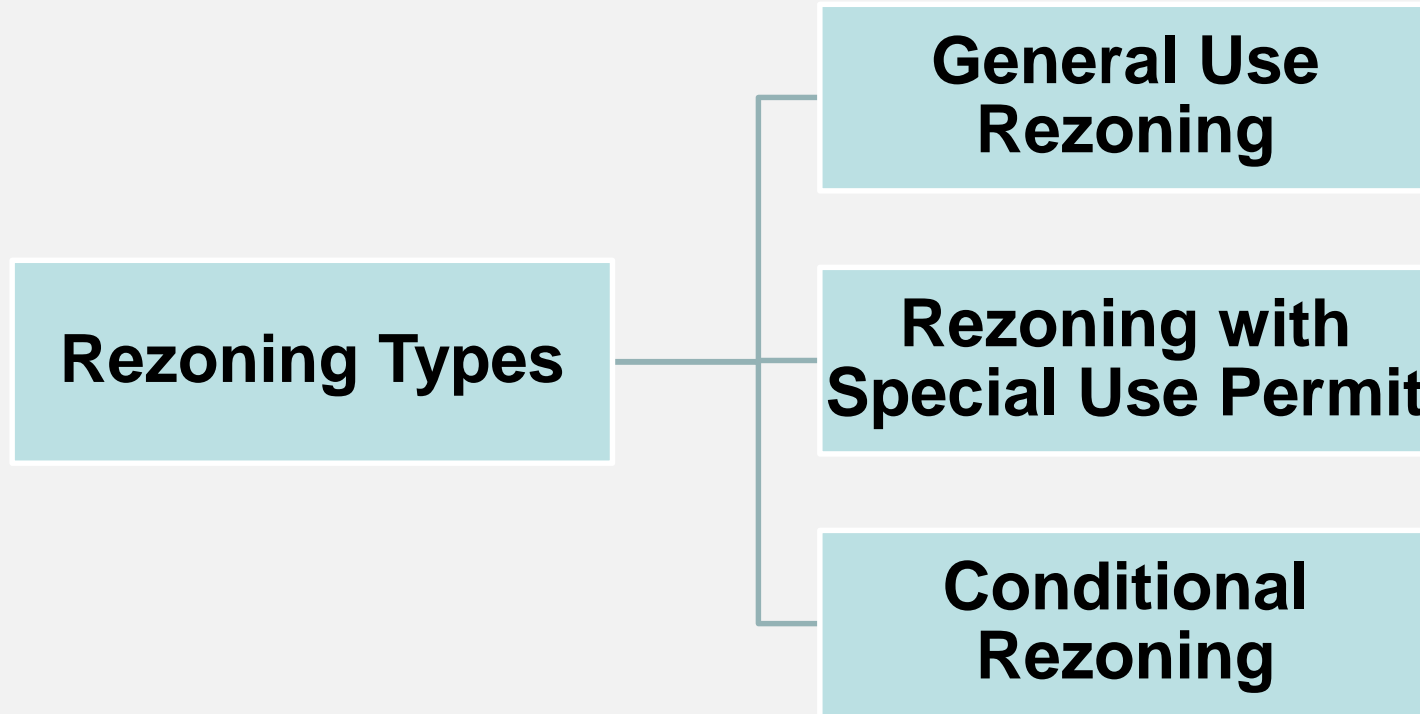 General Use
Rezoning
Rezoning Types
Rezoning with
Special Use Permit
Conditional
Rezoning